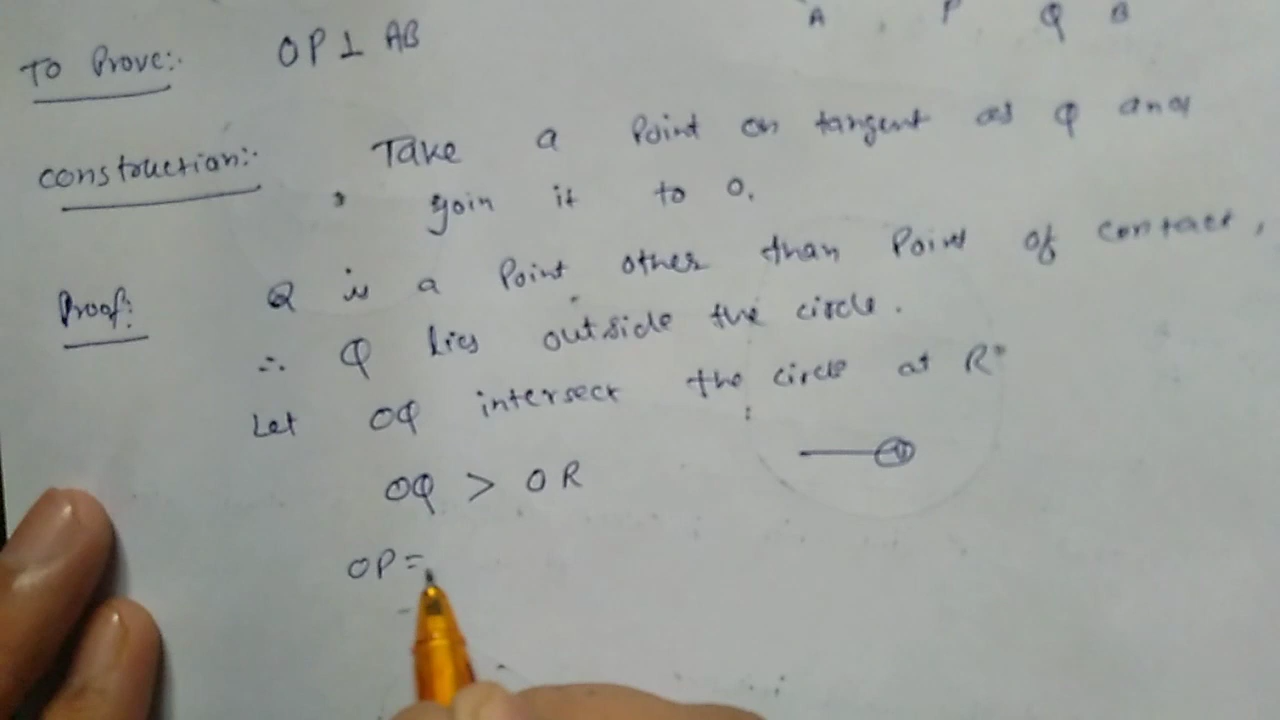 A P Q B
To Prove:- OP ⊥ AB
Construction:- Take a Point on tangent as Q and
join it to O.
Proof: Q is a Point other than Point of contact,
∴ Q lies outside the circle.
Let OQ intersect the circle at R
OQ > OR — ①
OP =